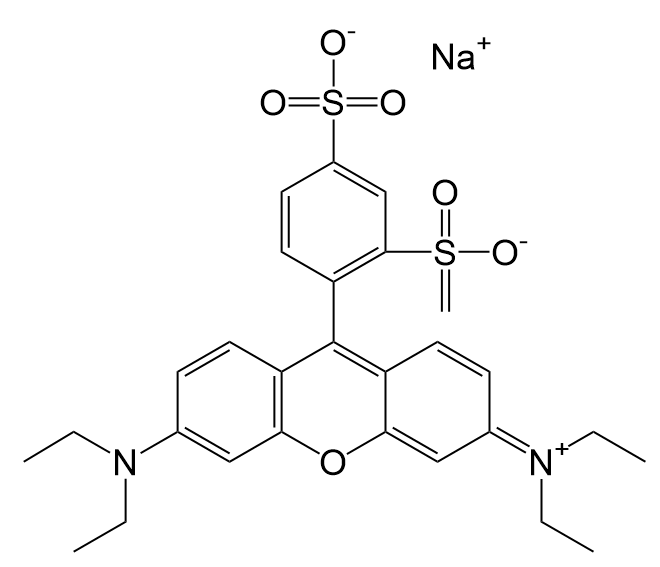 O-
Na+
O S O
O
S O-
N O N+